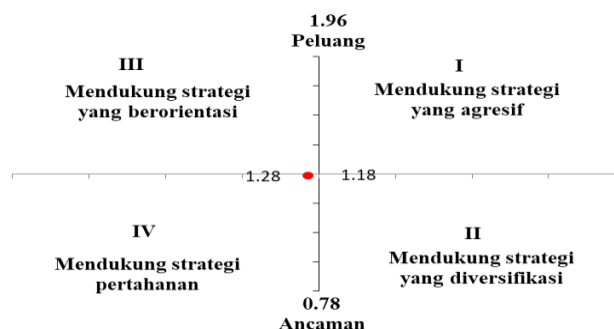 1.96
Peluang
III
Mendukung strategi
yang berorientasi
I
Mendukung strategi
yang agresif
1.28
1.18
IV
Mendukung strategi
pertahanan
II
Mendukung strategi
yang diversifikasi
0.78
Ancaman